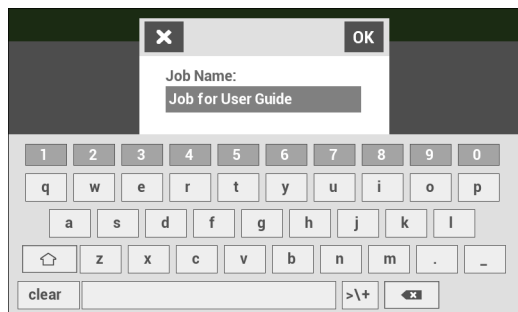 OK
Job Name:
Job for User Guide
1 2 3 4 5 6 7 8 9 0
q w e r t y u i o p
a s d f g h j k l
z x c v b n m . _
clear >\+